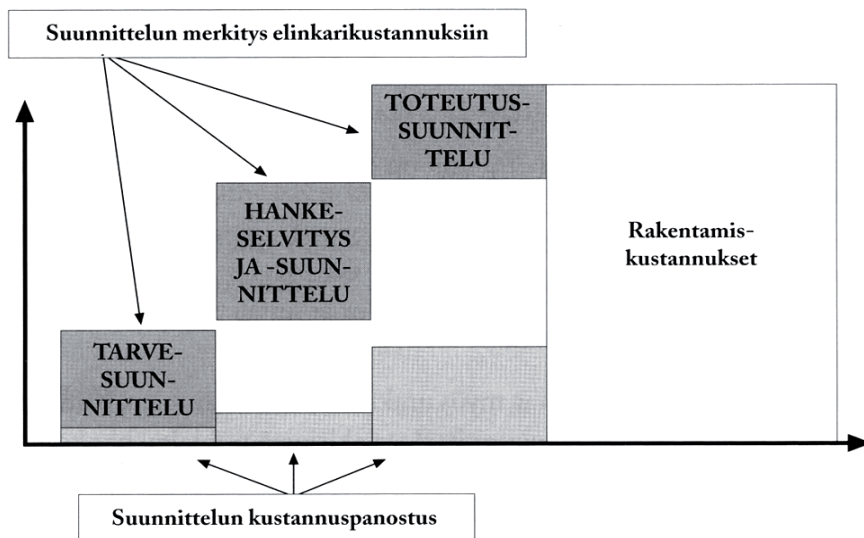 Suunnittelun merkitys elinkarikustannuksiin
TOTEUTUS-
SUUNNIT-
TELU
HANKE-
SELVITYS
JA -SUUN-
NITTELU
Rakentamis-
kustannukset
TARVE-
SUUN-
NITTELU
Suunnittelun kustannuspanostus